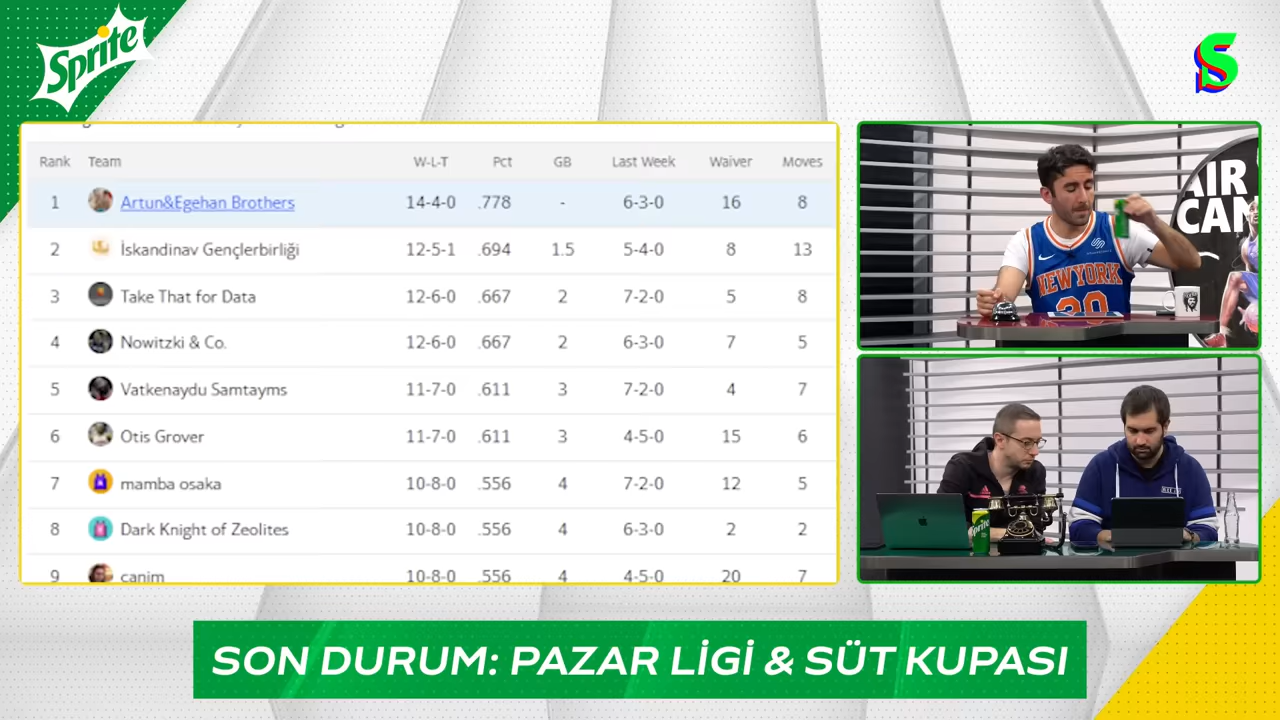 Sprite
S
Rank Team W-L-T Pct GB Last Week Waiver Moves
1 Artun&Egehan Brothers 14-4-0 .778 - 6-3-0 16 8
2 İskandinav Gençlerbirliği 12-5-1 .694 1.5 5-4-0 8 13
3 Take That for Data 12-6-0 .667 2 7-2-0 5 8
4 Nowitzki & Co. 12-6-0 .667 2 6-3-0 7 5
5 Vatkenaydu Samtayms 11-7-0 .611 3 7-2-0 4 7
6 Otis Grover 11-7-0 .611 3 4-5-0 15 6
7 mamba osaka 10-8-0 .556 4 7-2-0 12 5
8 Dark Knight of Zeolites 10-8-0 .556 4 6-3-0 2 2
9 canim 10-8-0 .556 4 4-5-0 20 7
AIR
CAN
NEW YORK
30
Sprite
SON DURUM: PAZAR LİGİ & SÜT KUPASI